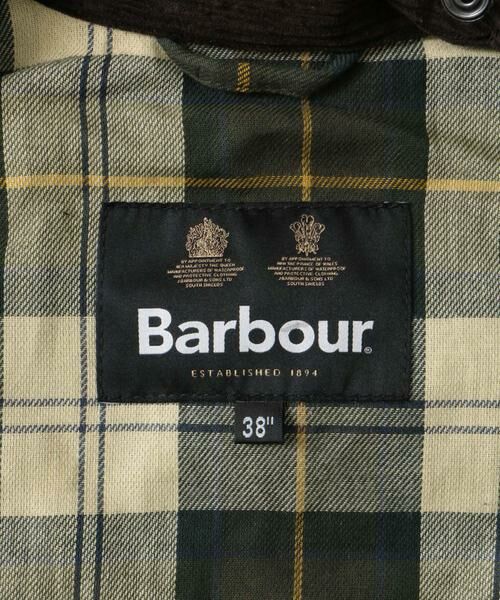 BY APPOINTMENT TO
HER MAJESTY THE QUEEN
MANUFACTURERS OF WATERPROOF
AND PROTECTIVE CLOTHING
J.BARBOUR & SONS LTD
SOUTH SHIELDS
BY APPOINTMENT TO
HRH THE PRINCE OF WALES
MANUFACTURERS OF WATERPROOF
AND PROTECTIVE CLOTHING
J.BARBOUR & SONS LTD
SOUTH SHIELDS
Barbour®
ESTABLISHED 1894
38"